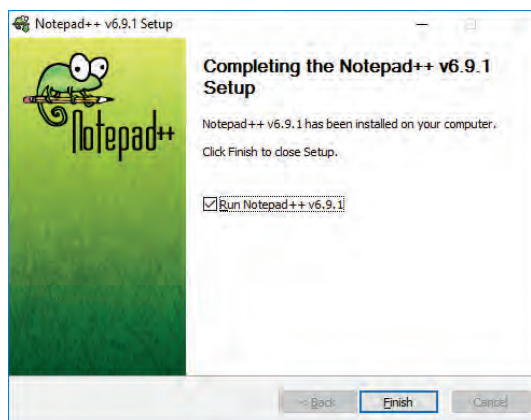 Notepad++ v6.9.1 Setup
Notepad++
Completing the Notepad++ v6.9.1
Setup
Notepad++ v6.9.1 has been installed on your computer.
Click Finish to close Setup.
Run Notepad++ v6.9.1
< Back Finish Cancel